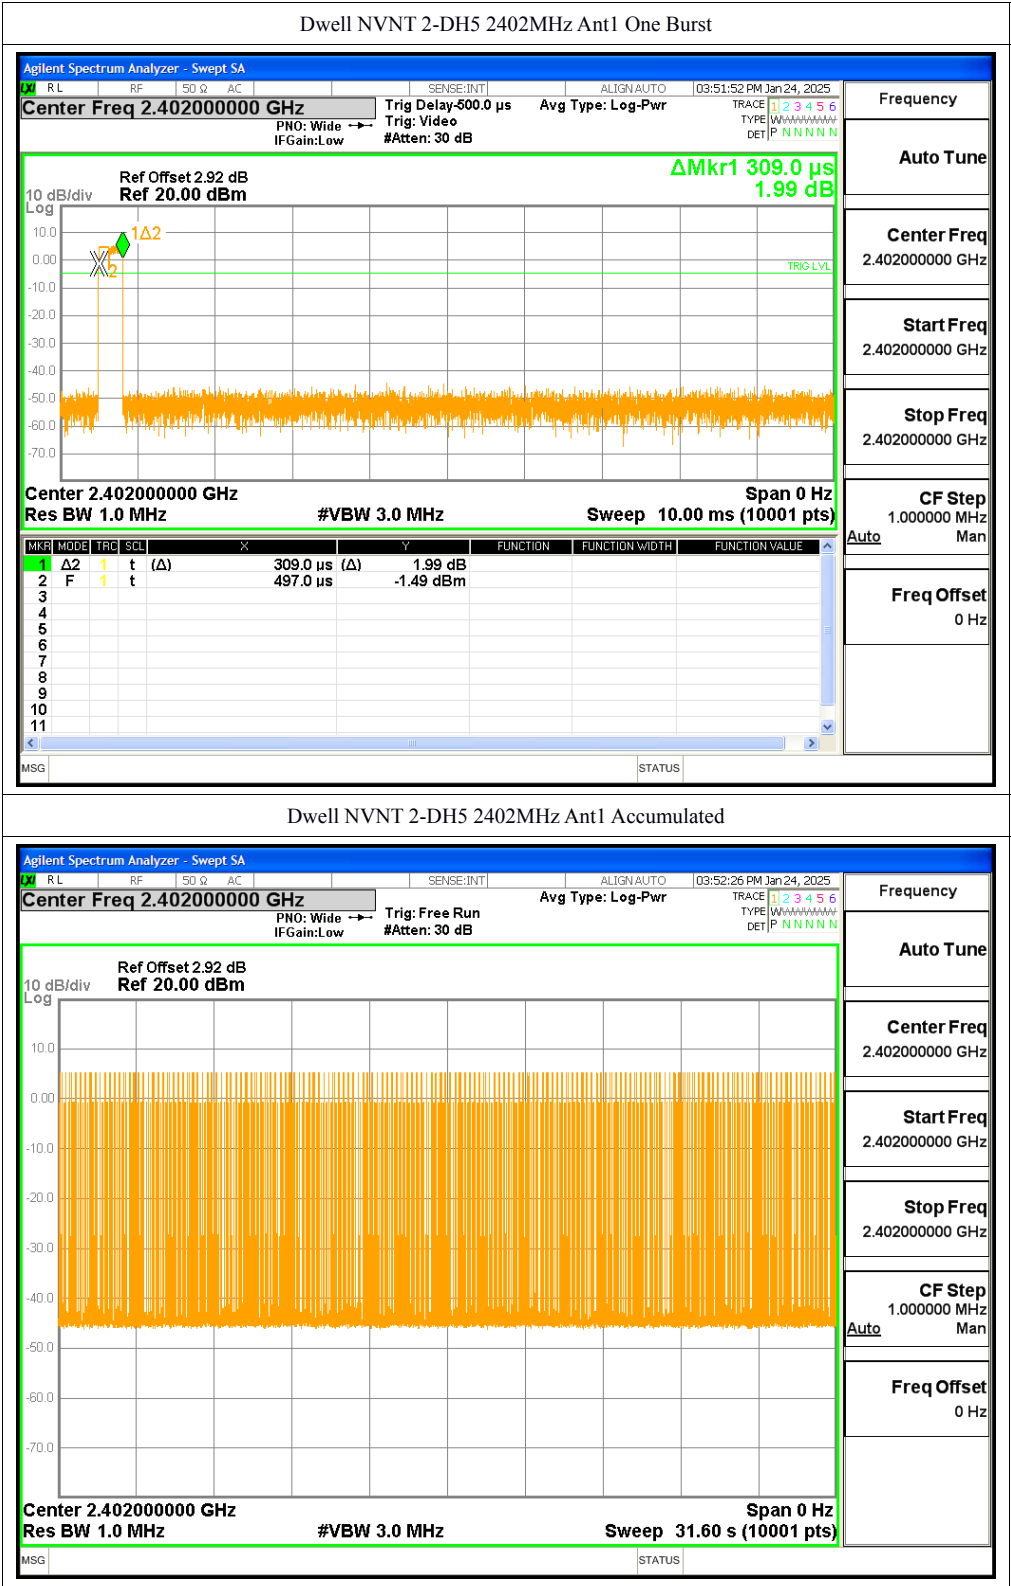 Dwell NVNT 2-DH5 2402MHz Ant1 One Burst
Agilent Spectrum Analyzer - Swept SA
LXI RL RF 50 Ω AC SENSE:INT ALIGN AUTO 03:51:52 PM Jan 24, 2025
Center Freq 2.402000000 GHz Trig Delay-500.0 µs Avg Type: Log-Pwr TRACE 1 2 3 4 5 6
PNO: Wide Trig: Video TYPE W
IFGain:Low #Atten: 30 dB DET P N N N N N
Frequency
Auto Tune
Center Freq
2.402000000 GHz
Start Freq
2.402000000 GHz
Stop Freq
2.402000000 GHz
CF Step
1.000000 MHz
Auto Man
Freq Offset
0 Hz
ΔMkr1 309.0 µs
1.99 dB
Ref Offset 2.92 dB
10 dB/div Ref 20.00 dBm
Log
10.0
0.00
-10.0
-20.0
-30.0
-40.0
-50.0
-60.0
-70.0
1Δ2
2
TRIG LVL
Center 2.402000000 GHz Span 0 Hz
Res BW 1.0 MHz #VBW 3.0 MHz Sweep 10.00 ms (10001 pts)
MKR MODE TRC SCL X Y FUNCTION FUNCTION WIDTH FUNCTION VALUE
1 Δ2 1 t (Δ) 309.0 µs (Δ) 1.99 dB
2 F 1 t 497.0 µs -1.49 dBm
3
4
5
6
7
8
9
10
11
MSG STATUS
Dwell NVNT 2-DH5 2402MHz Ant1 Accumulated
Agilent Spectrum Analyzer - Swept SA
LXI RL RF 50 Ω AC SENSE:INT ALIGN AUTO 03:52:26 PM Jan 24, 2025
Center Freq 2.402000000 GHz Avg Type: Log-Pwr TRACE 1 2 3 4 5 6
PNO: Wide Trig: Free Run TYPE W
IFGain:Low #Atten: 30 dB DET P N N N N N
Frequency
Auto Tune
Center Freq
2.402000000 GHz
Start Freq
2.402000000 GHz
Stop Freq
2.402000000 GHz
CF Step
1.000000 MHz
Auto Man
Freq Offset
0 Hz
Ref Offset 2.92 dB
10 dB/div Ref 20.00 dBm
Log
10.0
0.00
-10.0
-20.0
-30.0
-40.0
-50.0
-60.0
-70.0
Center 2.402000000 GHz Span 0 Hz
Res BW 1.0 MHz #VBW 3.0 MHz Sweep 31.60 s (10001 pts)
MSG STATUS